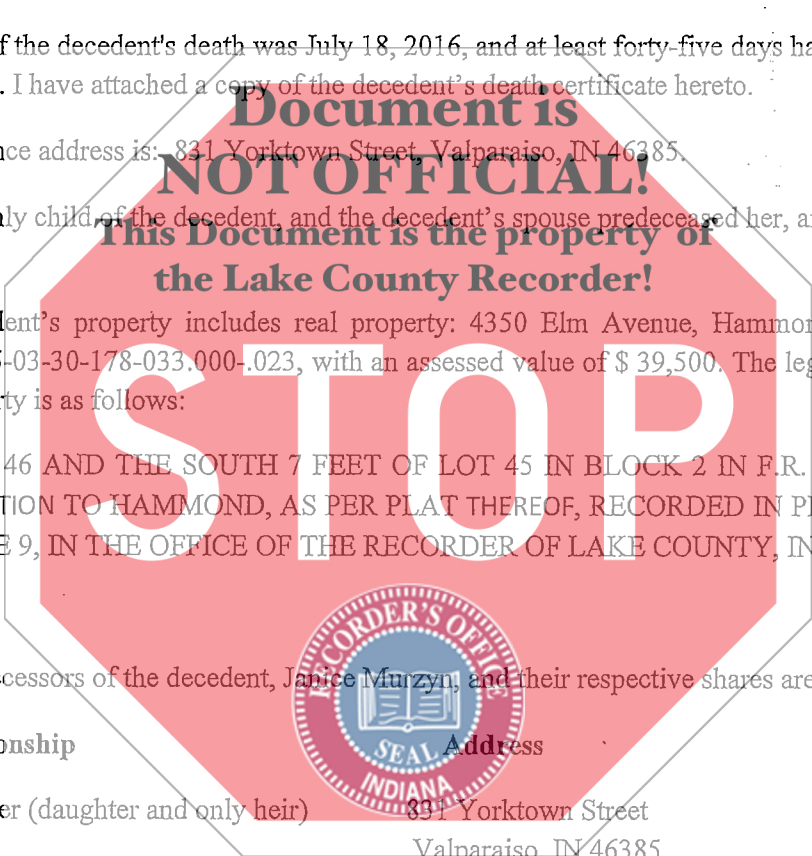 f the decedent's death was July 18, 2016, and at least forty-five days ha
. I have attached a copy of the decedent's death certificate hereto.
Document is
nce address is: 831 Yorktown Street, Valparaiso, IN 46385.
NOT OFFICIAL!
ly child of the decedent, and the decedent's spouse predeceased her, a
This Document is the property of
the Lake County Recorder!
dent's property includes real property: 4350 Elm Avenue, Hammon
-03-30-178-033.000-.023, with an assessed value of $ 39,500. The leg
ty is as follows:
STOP
46 AND THE SOUTH 7 FEET OF LOT 45 IN BLOCK 2 IN F.R.
TION TO HAMMOND, AS PER PLAT THEREOF, RECORDED IN P
E 9, IN THE OFFICE OF THE RECORDER OF LAKE COUNTY, IN
RECORDER'S OFFICE
cessors of the decedent, Janice Murzyn, and their respective shares are
onship Address
SEAL
INDIANA
er (daughter and only heir) 831 Yorktown Street
Valparaiso, IN 46385